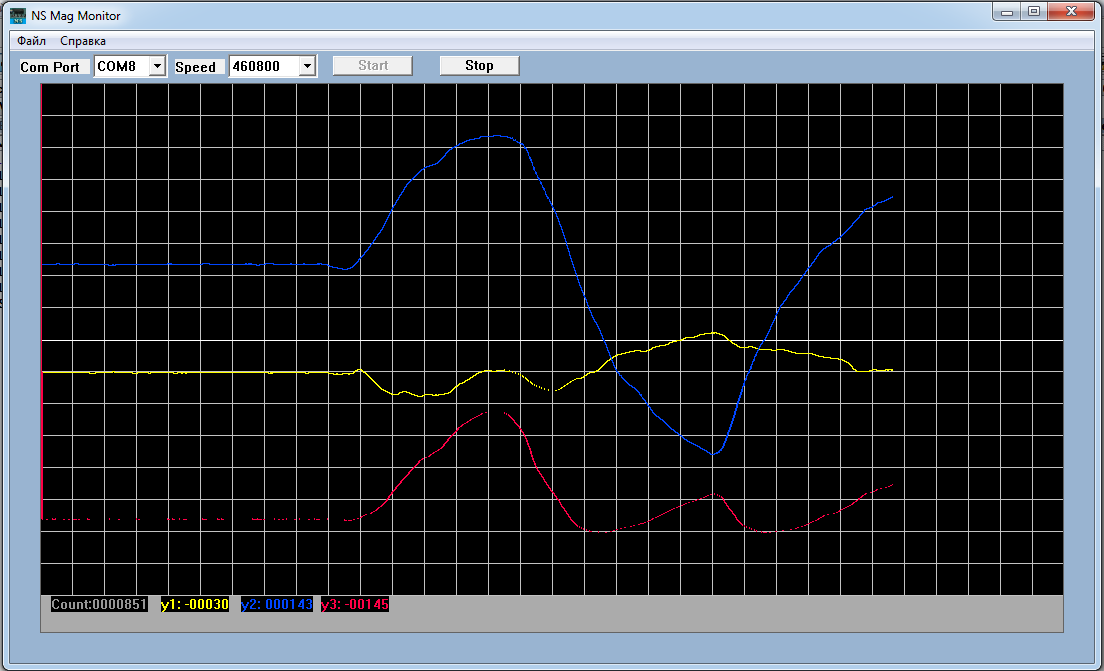 NS Mag Monitor
Файл Справка
Com Port COM8 Speed 460800 Start Stop
Count:0000851 y1: -00030 y2: 000143 y3: -00145